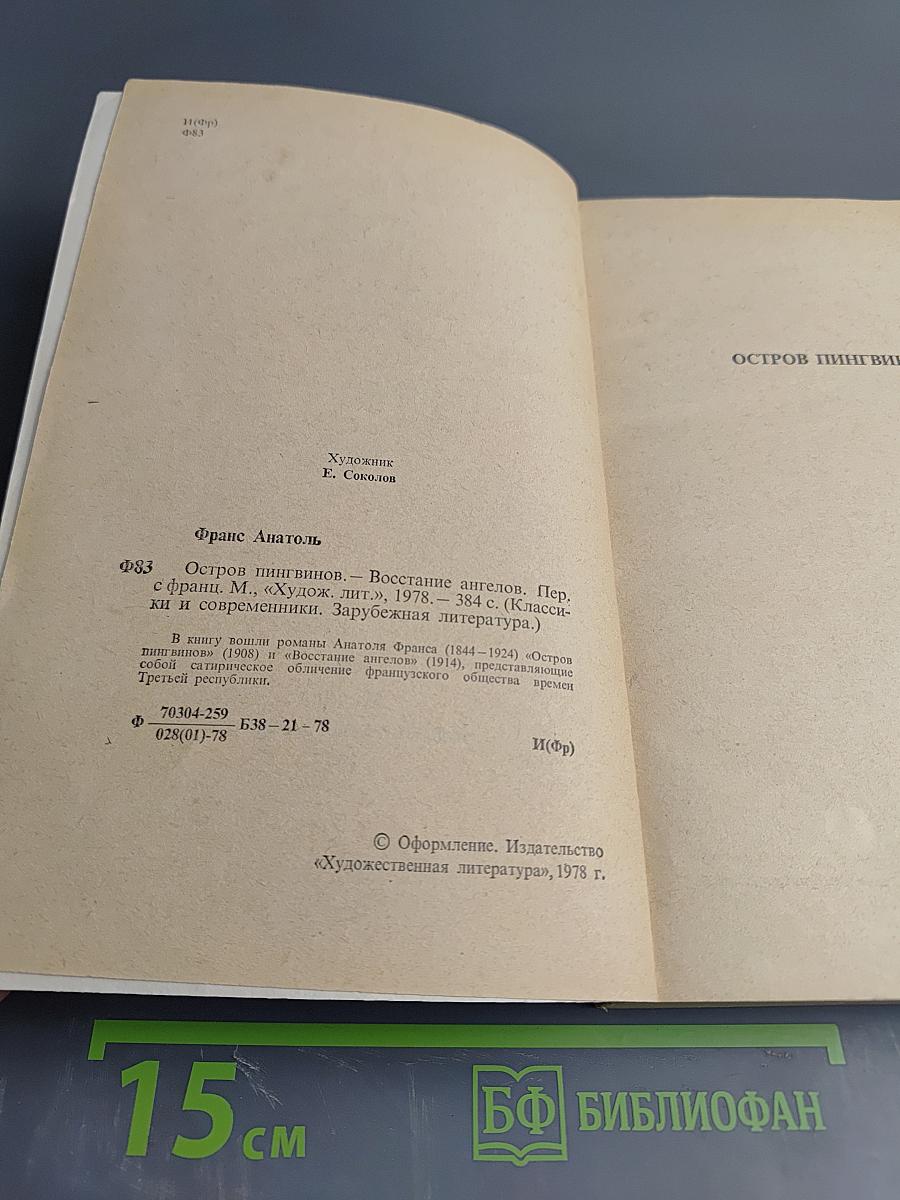 И(Фр)
Ф83
Художник
Е. Соколов
Франс Анатоль
Ф83 Остров пингвинов. — Восстание ангелов. Пер.
с франц. М., «Худож. лит.», 1978. — 384 с. (Класси-
ки и современники. Зарубежная литература.)
В книгу вошли романы Анатоля Франса (1844—1924) «Остров
пингвинов» (1908) и «Восстание ангелов» (1914), представляющие
собой сатирическое обличение французского общества времен
Третьей республики.
70304-259
Ф Б38—21–78
028(01)-78
И(Фр)
© Оформление. Издательство
«Художественная литература», 1978 г.
ОСТРОВ ПИНГВИН
15 см
БФ БИБЛИОФАН